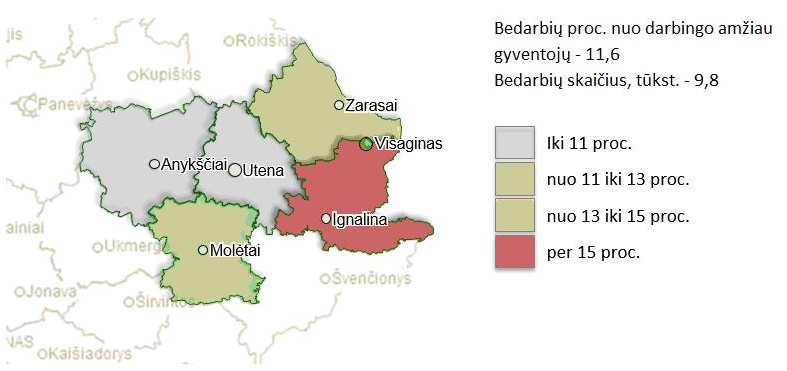 Bedarbių proc. nuo darbingo amžiau
gyventojų - 11,6
Bedarbių skaičius, tūkst. - 9,8
Iki 11 proc.
nuo 11 iki 13 proc.
nuo 13 iki 15 proc.
per 15 proc.
Rokiškis
Kupiškis
Panevėžys
Zarasai
Visaginas
Anykščiai
Utena
Ignalina
Ukmerg
Molėtai
Švenčionys
Jonava
Širvintos
Kaišiadorys